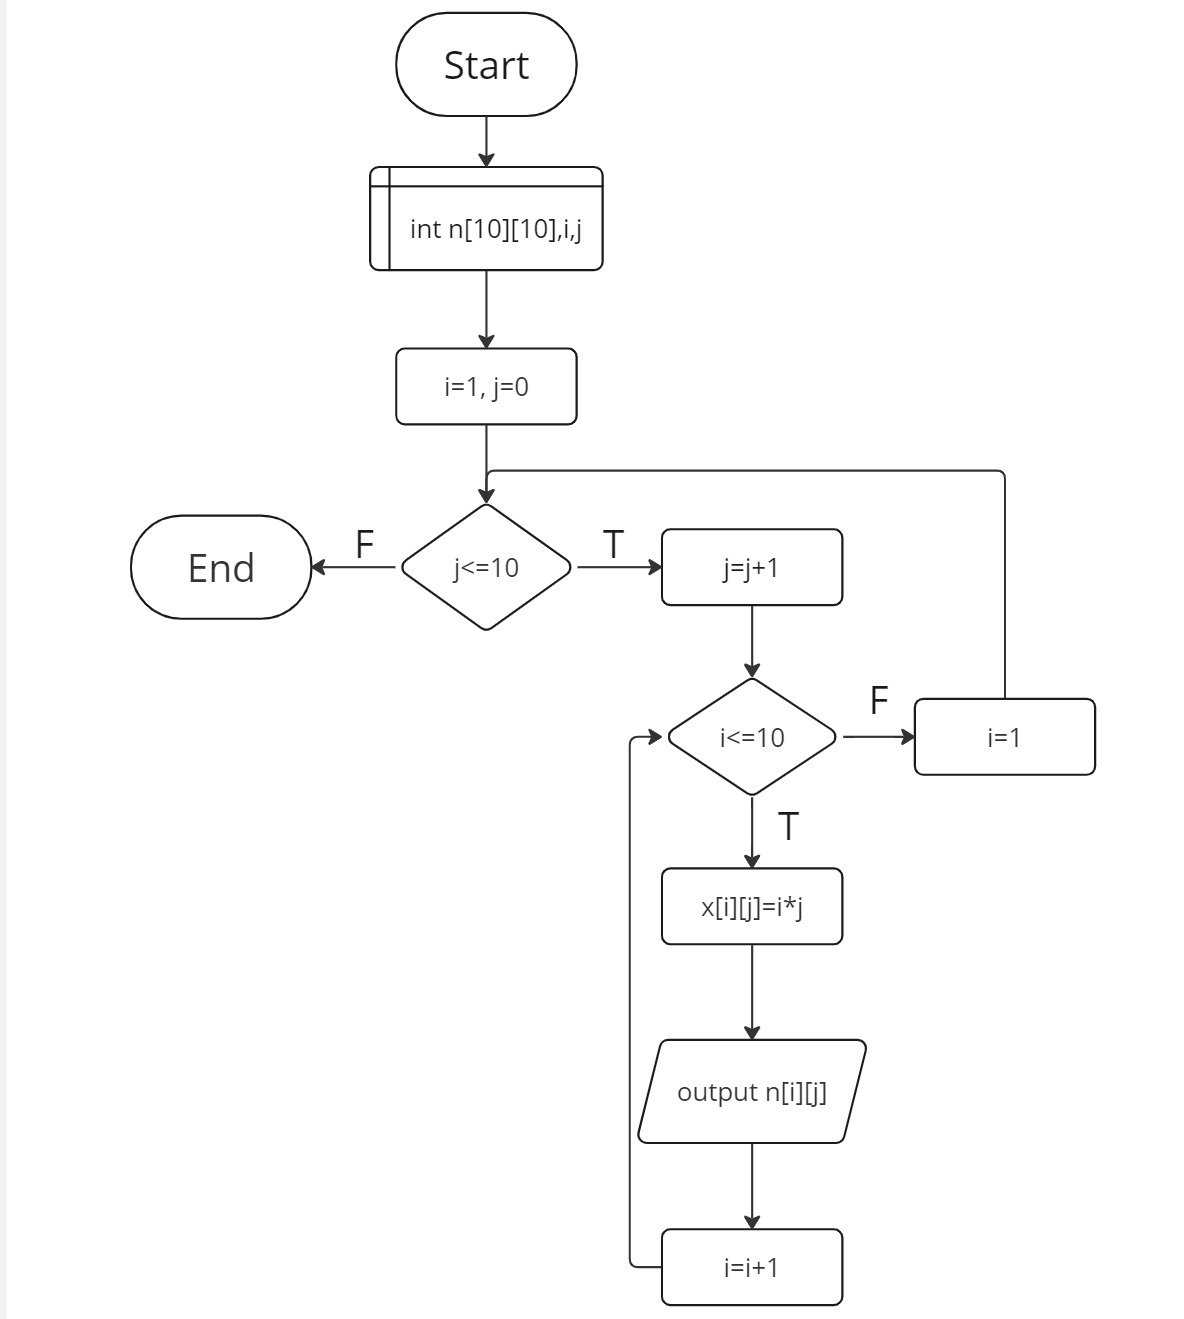 Start
int n[10][10],i,j
i=1, j=0
End
F
j<=10
T
j=j+1
i<=10
F
i=1
T
x[i][j]=i*j
output n[i][j]
i=i+1